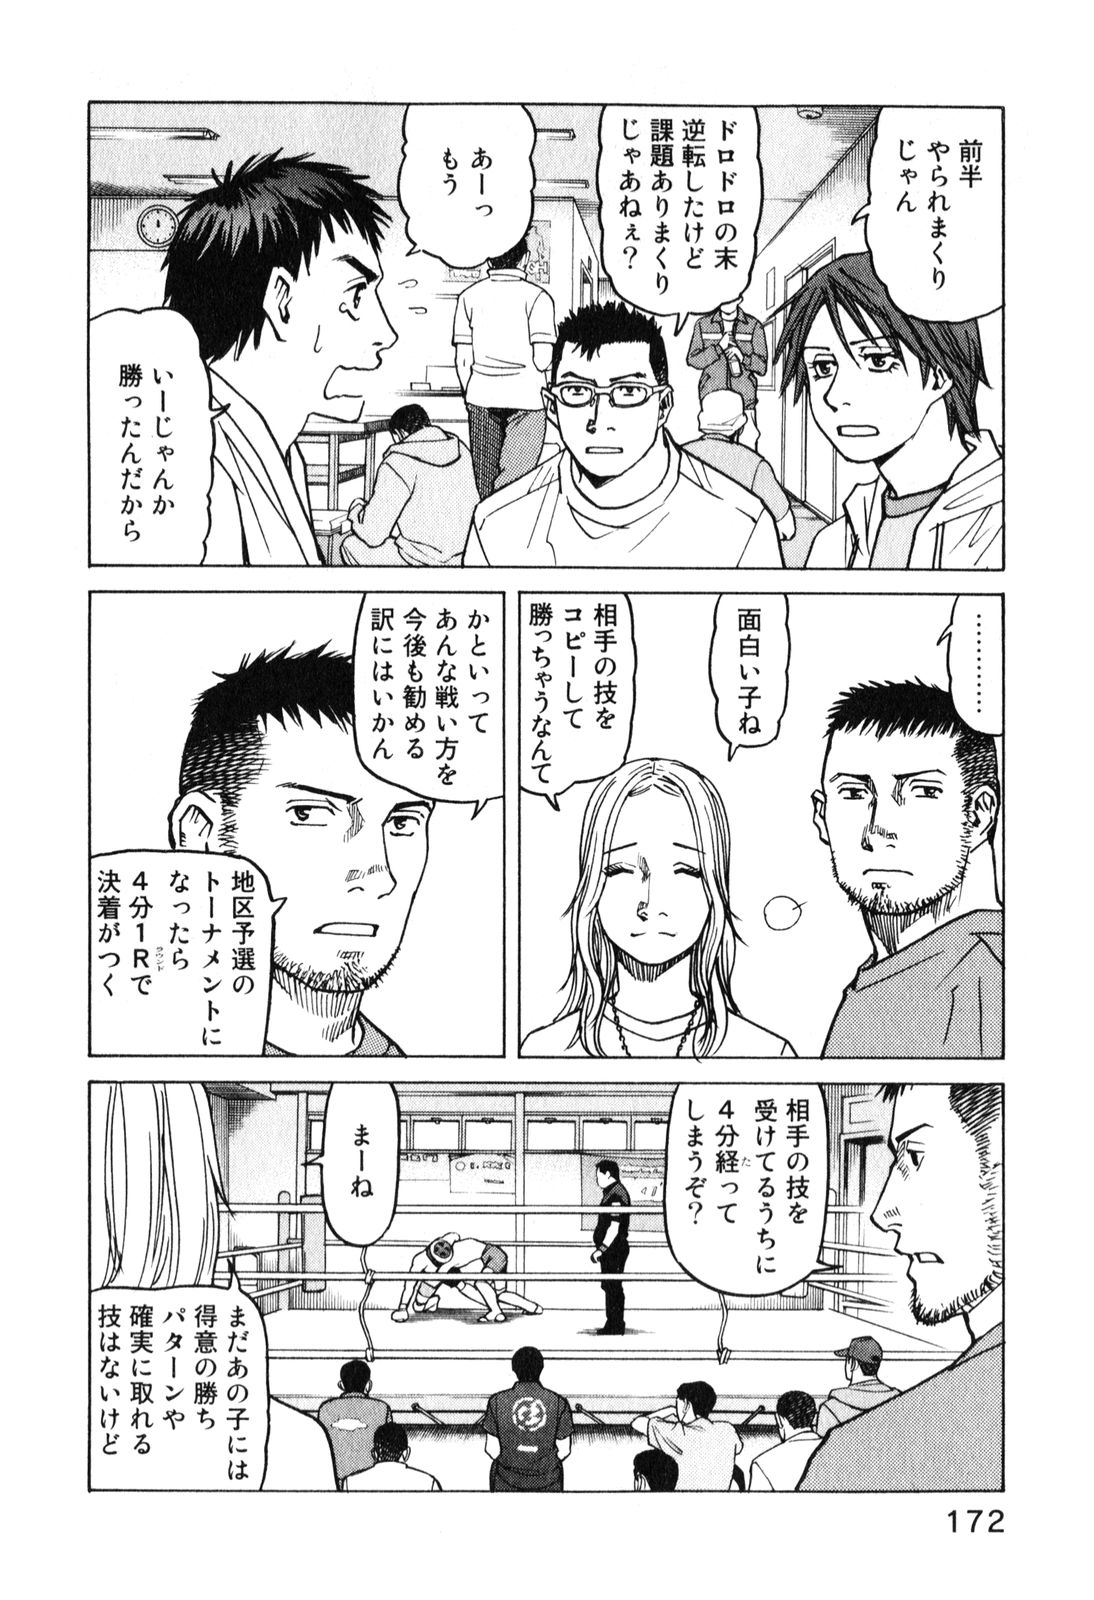 前半
やられまくり
じゃん
ドロドロの末
逆転したけど
課題ありまくり
じゃあねぇ？
あーっ
もう
いーじゃんか
勝ったんだから
…………
面白い子ね
相手の技を
コピーして
勝っちゃうなんて
かといって
あんな戦い方を
今後も勧める
訳にはいかん
地区予選の
トーナメントに
なったら
4分1Rで
ラウンド
決着がつく
相手の技を
受けてるうちに
4分経って
た
しまうぞ？
まーね
まだあの子には
得意の勝ち
パターンや
確実に取れる
技はないけど
172